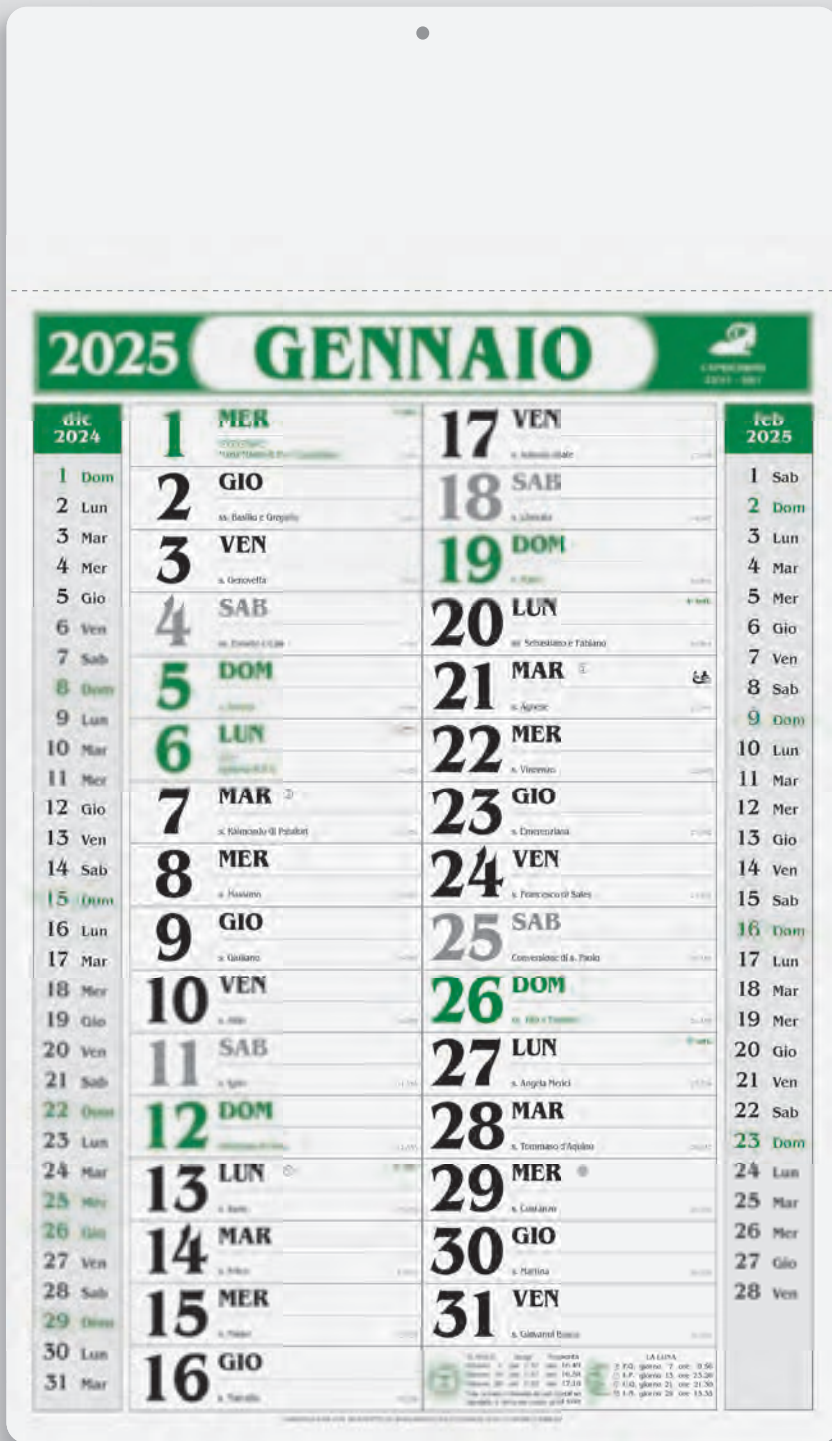 2025 GENNAIO
dic
2024
1 Dom
2 Lun
3 Mar
4 Mer
5 Gio
6 Ven
7 Sab
8 Dom
9 Lun
10 Mar
11 Mer
12 Gio
13 Ven
14 Sab
15 Dom
16 Lun
17 Mar
18 Mer
19 Gio
20 Ven
21 Sab
22 Dom
23 Lun
24 Mar
25 Mer
26 Gio
27 Ven
28 Sab
29 Dom
30 Lun
31 Mar
1 MER
2 GIO
ss. Basilio e Gregorio
3 VEN
s. Genoveffa
4 SAB
5 DOM
6 LUN
7 MAR
s. Raimondo di
8 MER
s. Massimo
9 GIO
s. Giuliano
10 VEN
11 SAB
12 DOM
13 LUN
14 MAR
15 MER
16 GIO
17 VEN
s. Antonio abate
18 SAB
19 DOM
20 LUN
ss. Sebastiano e Fabiano
21 MAR
s. Agnese
22 MER
s. Vincenzo
23 GIO
s. Emerenziana
24 VEN
s. Francesco di Sales
25 SAB
Conversione di s. Paolo
26 DOM
27 LUN
s. Angela Merici
28 MAR
s. Tommaso d'Aquino
29 MER
s. Costanzo
30 GIO
s. Martina
31 VEN
s. Giovanni Bosco
LA LUNA
feb
2025
1 Sab
2 Dom
3 Lun
4 Mar
5 Mer
6 Gio
7 Ven
8 Sab
9 Dom
10 Lun
11 Mar
12 Mer
13 Gio
14 Ven
15 Sab
16 Dom
17 Lun
18 Mar
19 Mer
20 Gio
21 Ven
22 Sab
23 Dom
24 Lun
25 Mar
26 Mer
27 Gio
28 Ven